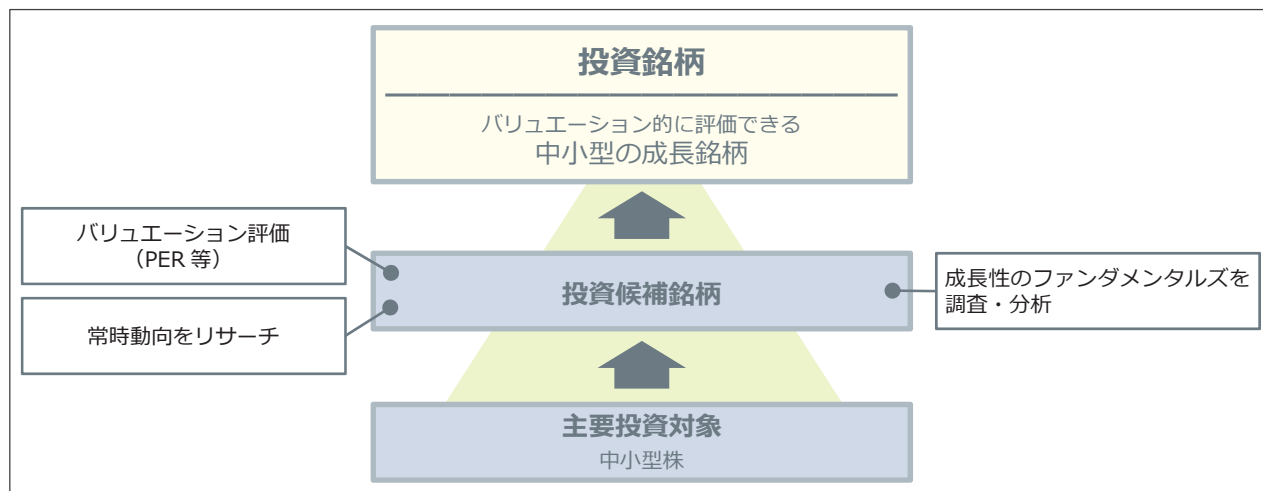 投資銘柄
バリュエーション的に評価できる
中小型の成長銘柄
バリュエーション評価
（PER 等）
常時動向をリサーチ
投資候補銘柄
成長性のファンダメンタルズを
調査・分析
主要投資対象
中小型株